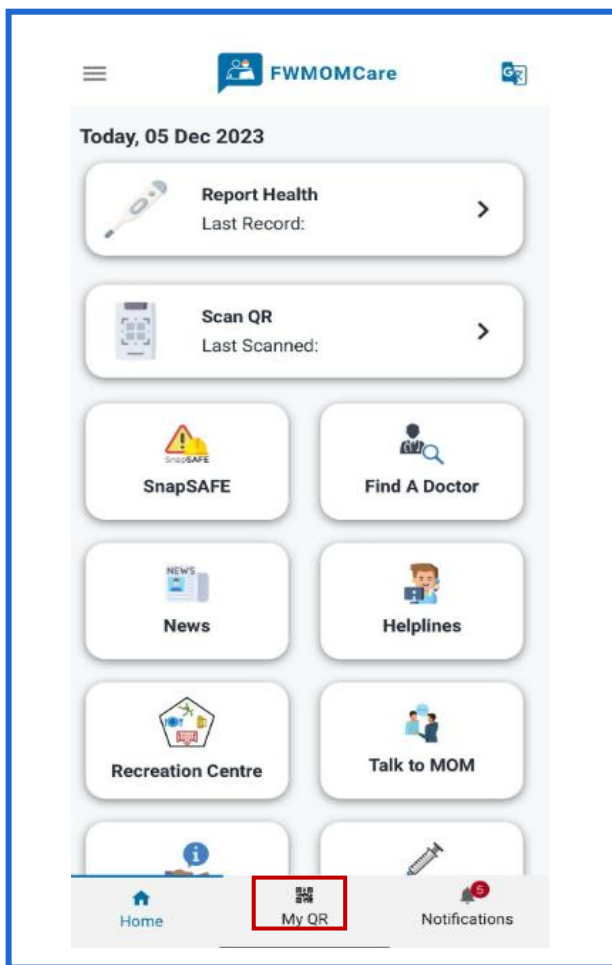 FWMOMCare
Today, 05 Dec 2023
Report Health
Last Record:
Scan QR
Last Scanned:
SnapSAFE
SnapSAFE
Find A Doctor
NEWS
News
Helplines
Recreation Centre
Talk to MOM
5
Home
My QR
Notifications